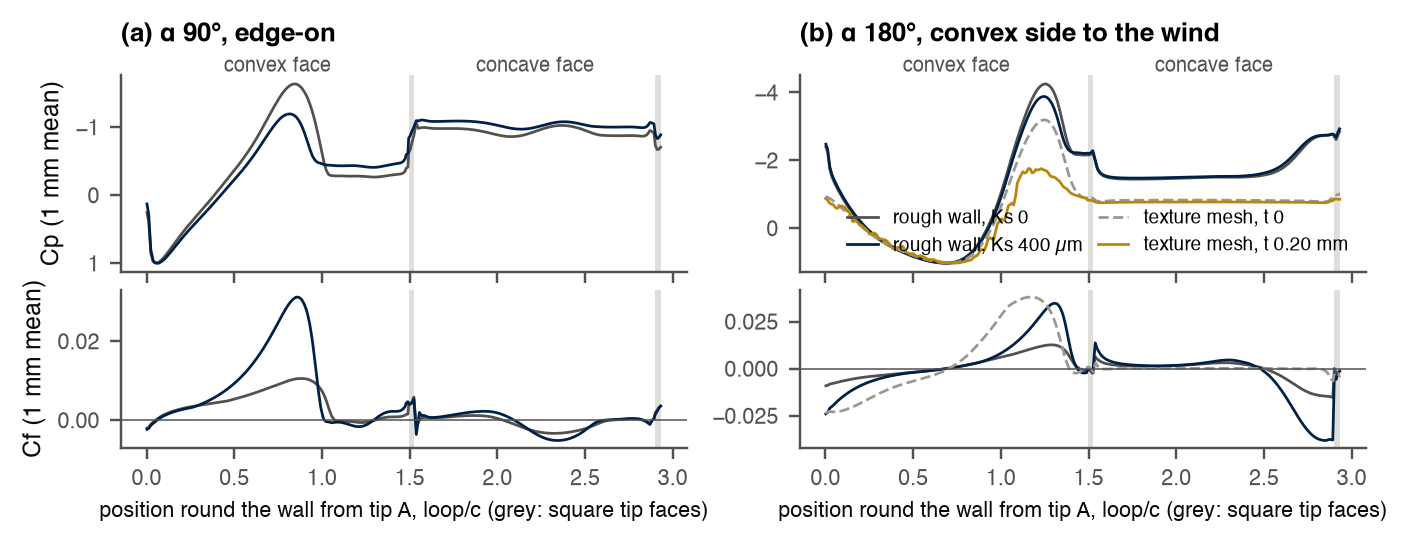 (a) α 90°, edge-on
convex face
concave face
Cp (1 mm mean)
−1
0
1
Cf (1 mm mean)
0.02
0.00
0.0
0.5
1.0
1.5
2.0
2.5
3.0
position round the wall from tip A, loop/c (grey: square tip faces)
(b) α 180°, convex side to the wind
convex face
concave face
−4
−2
0
rough wall, Ks 0
texture mesh, t 0
rough wall, Ks 400 µm
texture mesh, t 0.20 mm
0.025
0.000
−0.025
0.0
0.5
1.0
1.5
2.0
2.5
3.0
position round the wall from tip A, loop/c (grey: square tip faces)